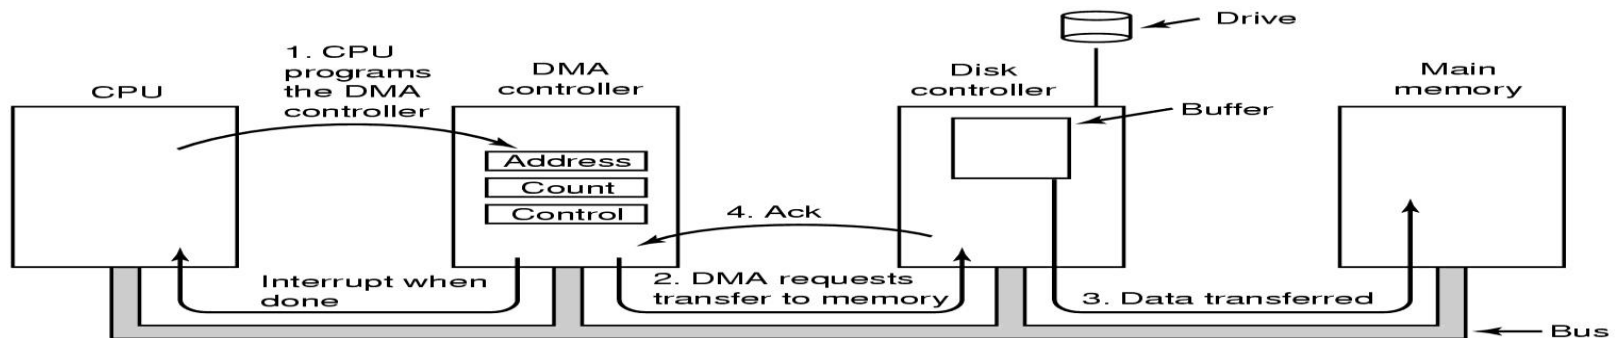 Drive
1. CPU
programs
the DMA
controller
CPU
DMA
controller
Disk
controller
Main
memory
Buffer
Address
Count
Control
4. Ack
Interrupt when
done
2. DMA requests
transfer to memory
3. Data transferred
Bus